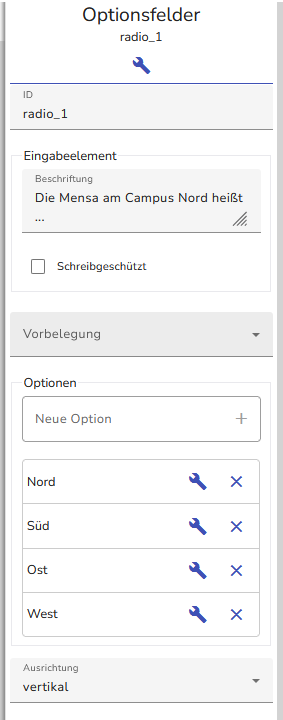 Optionsfelder
radio_1
ID
radio_1
Eingabeelement
Beschriftung
Die Mensa am Campus Nord heißt
...
Schreibgeschützt
Vorbelegung
Optionen
Neue Option
Nord
Süd
Ost
West
Ausrichtung
vertikal